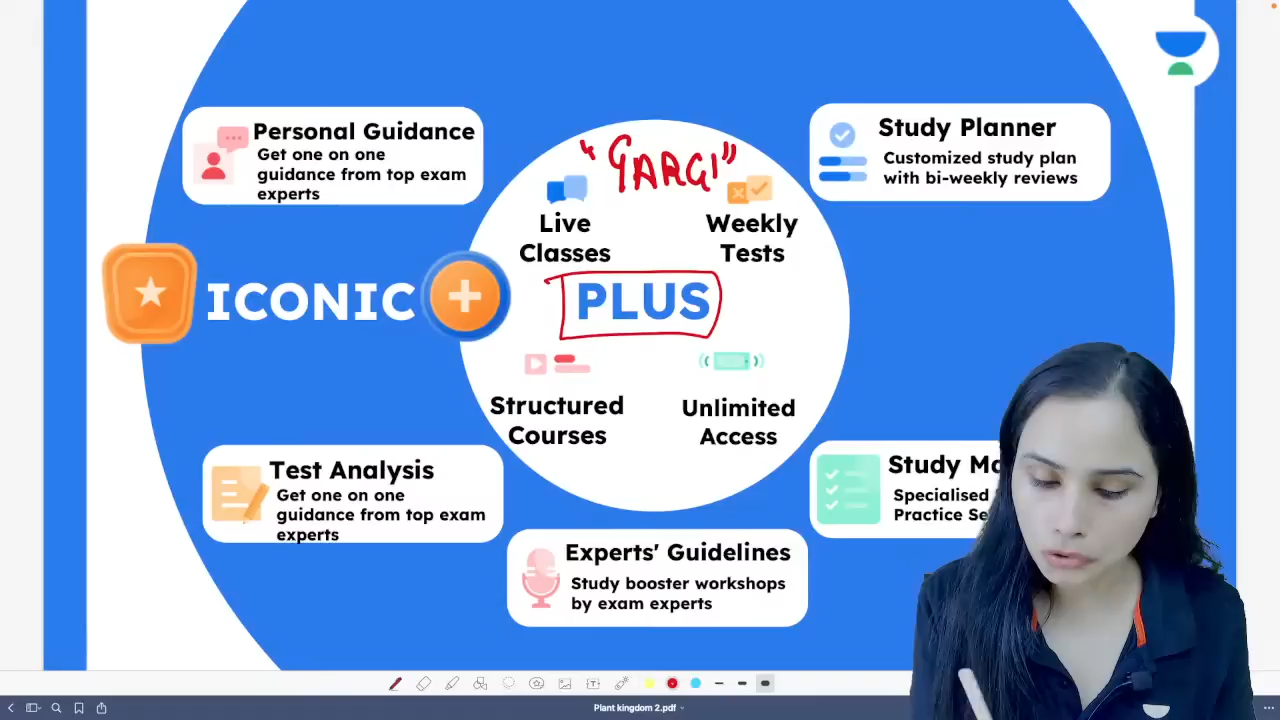 Personal Guidance
Get one on one
guidance from top exam
experts
"GARGI"
Study Planner
Customized study plan
with bi-weekly reviews
Live
Classes
Weekly
Tests
ICONIC
PLUS
Structured
Courses
Unlimited
Access
Test Analysis
Get one on one
guidance from top exam
experts
Study
Specialised
Practice
Experts' Guidelines
Study booster workshops
by exam experts
Plant kingdom 2.pdf